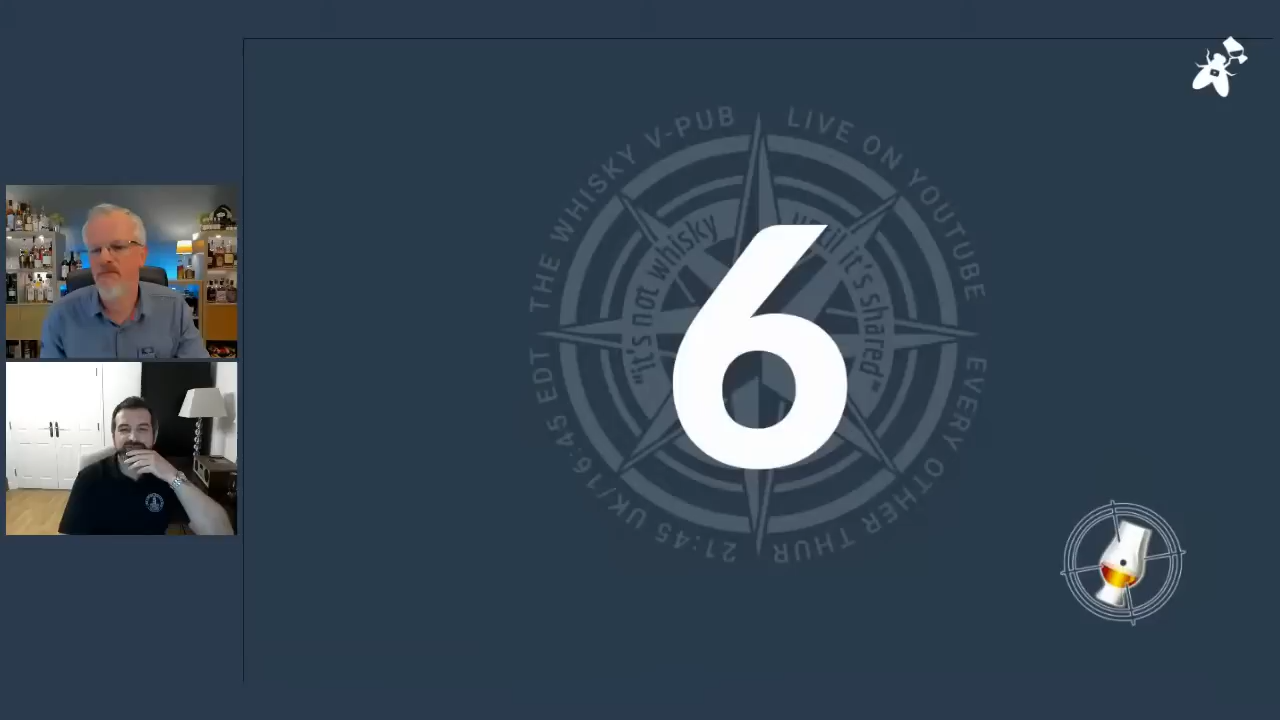 THE WHISKY V-PUB
LIVE ON YOUTUBE
EVERY OTHER THUR
21:45 UK/16:45 EDT
"it's not whisky
until it's shared"
6